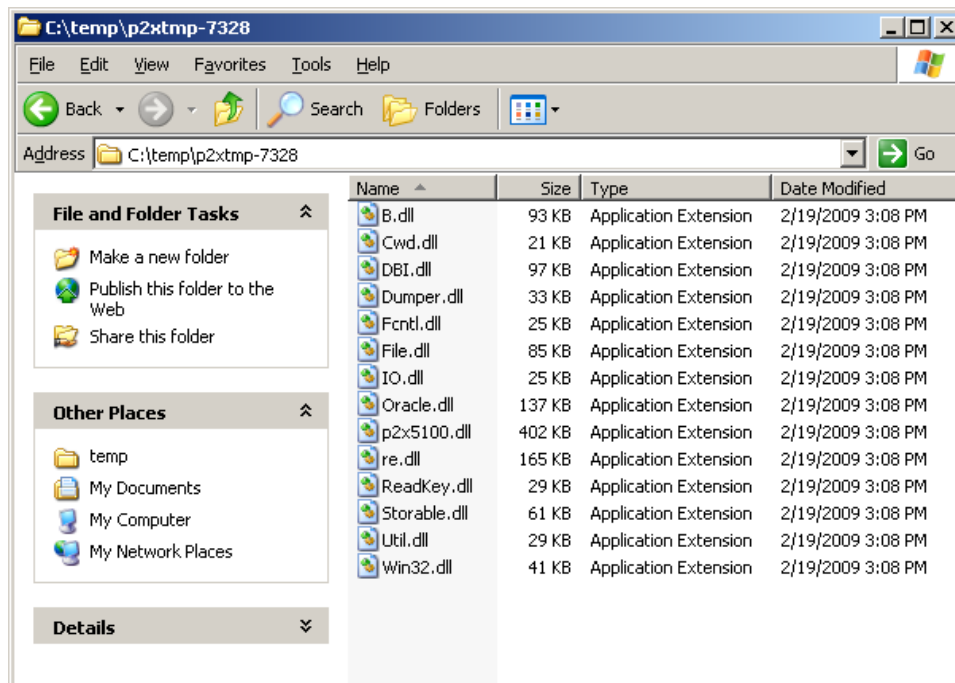 C:\temp\p2xtmp-7328
File Edit View Favorites Tools Help
Back Search Folders
Address C:\temp\p2xtmp-7328 Go
File and Folder Tasks
Make a new folder
Publish this folder to the
Web
Share this folder
Other Places
temp
My Documents
My Computer
My Network Places
Details
Name Size Type Date Modified
B.dll 93 KB Application Extension 2/19/2009 3:08 PM
Cwd.dll 21 KB Application Extension 2/19/2009 3:08 PM
DBI.dll 97 KB Application Extension 2/19/2009 3:08 PM
Dumper.dll 33 KB Application Extension 2/19/2009 3:08 PM
Fcntl.dll 25 KB Application Extension 2/19/2009 3:08 PM
File.dll 85 KB Application Extension 2/19/2009 3:08 PM
IO.dll 25 KB Application Extension 2/19/2009 3:08 PM
Oracle.dll 137 KB Application Extension 2/19/2009 3:08 PM
p2x5100.dll 402 KB Application Extension 2/19/2009 3:08 PM
re.dll 165 KB Application Extension 2/19/2009 3:08 PM
ReadKey.dll 29 KB Application Extension 2/19/2009 3:08 PM
Storable.dll 61 KB Application Extension 2/19/2009 3:08 PM
Util.dll 29 KB Application Extension 2/19/2009 3:08 PM
Win32.dll 41 KB Application Extension 2/19/2009 3:08 PM